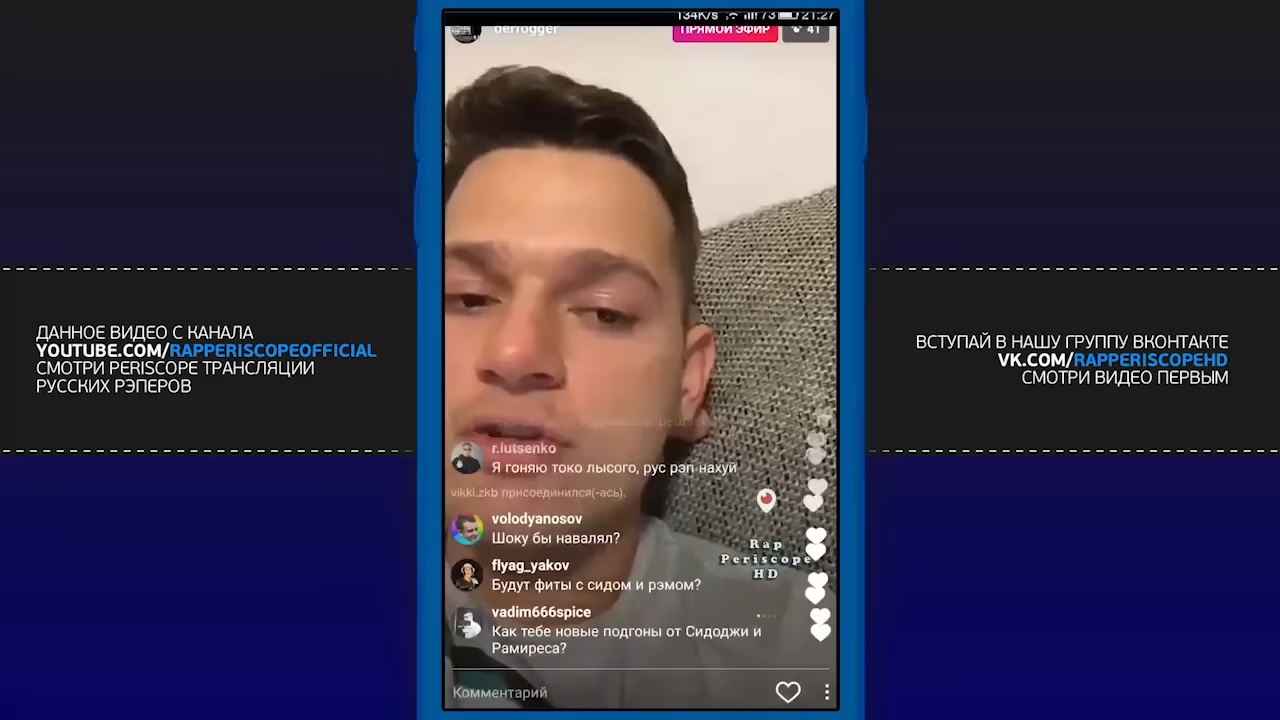 134K/s 73 21:27
derfogger
ПРЯМОЙ ЭФИР 41
ДАННОЕ ВИДЕО С КАНАЛА
YOUTUBE.COM/RAPPERISCOPEOFFICIAL
СМОТРИ PERISCOPE ТРАНСЛЯЦИИ
РУССКИХ РЭПЕРОВ
ВСТУПАЙ В НАШУ ГРУППУ ВКОНТАКТЕ
VK.COM/RAPPERISCOPEHD
СМОТРИ ВИДЕО ПЕРВЫМ
r.lutsenko
Я гоняю токо лысого, рус рэп нахуй
vikki.zkb присоединился(-ась).
volodyanosov
Шоку бы навалял?
flyag_yakov
Будут фиты с сидом и рэмом?
vadim666spice
Как тебе новые подгоны от Сидоджи и
Рамиреса?
Rap
Periscope
HD
Комментарий